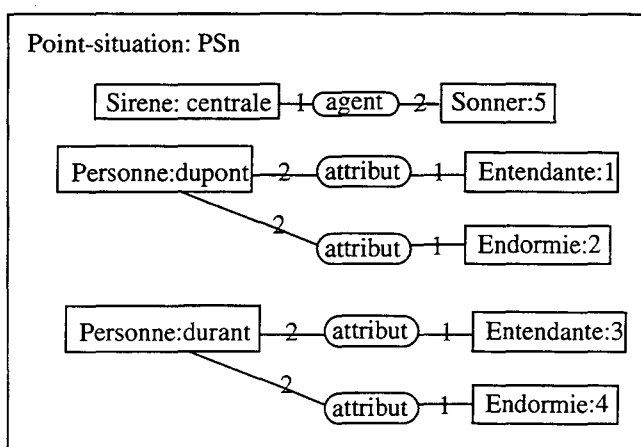 Point-situation: PSn
Sirene: centrale 1 agent 2 Sonner:5
Personne:dupont 2 attribut 1 Entendante:1
2 attribut 1 Endormie:2
Personne:durant 2 attribut 1 Entendante:3
2 attribut 1 Endormie:4